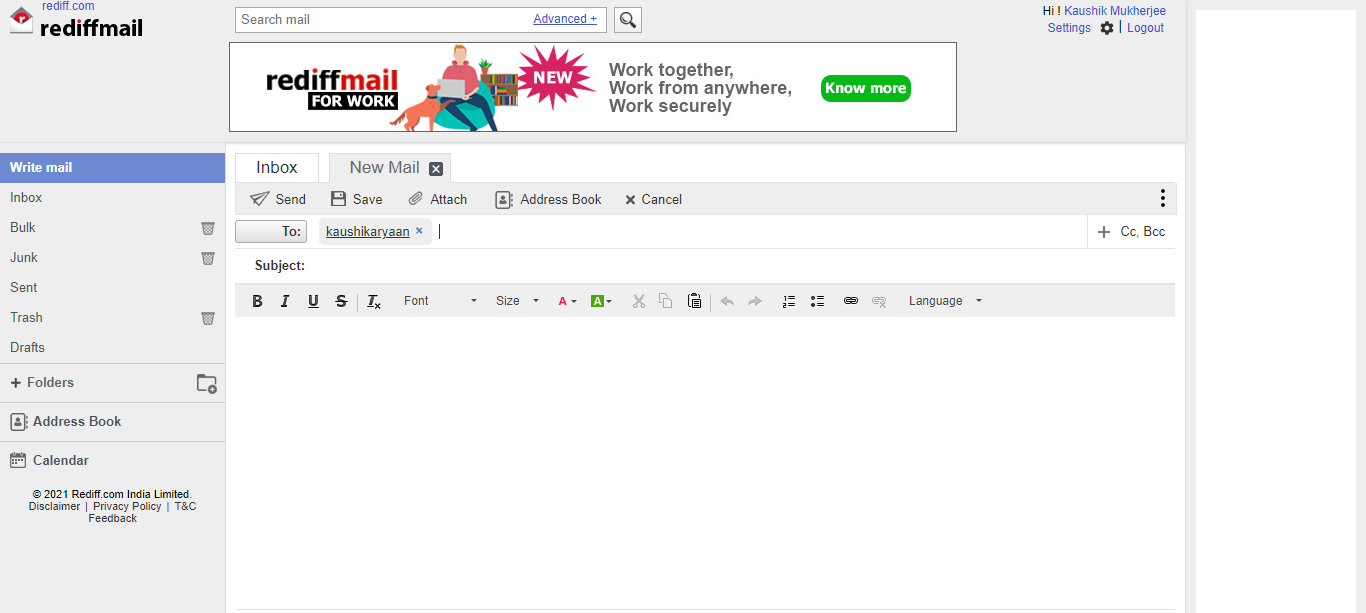 rediff.com
rediffmail
Search mail Advanced +
Hi ! Kaushik Mukherjee
Settings | Logout
rediffmail
FOR WORK
NEW
Work together,
Work from anywhere,
Work securely
Know more
Write mail
Inbox
Bulk
Junk
Sent
Trash
Drafts
+ Folders
Address Book
Calendar
© 2021 Rediff.com India Limited.
Disclaimer | Privacy Policy | T&C
Feedback
Inbox New Mail
Send Save Attach Address Book Cancel
To: kaushikaryaan × + Cc, Bcc
Subject:
B I U S Tx Font Size A A Language